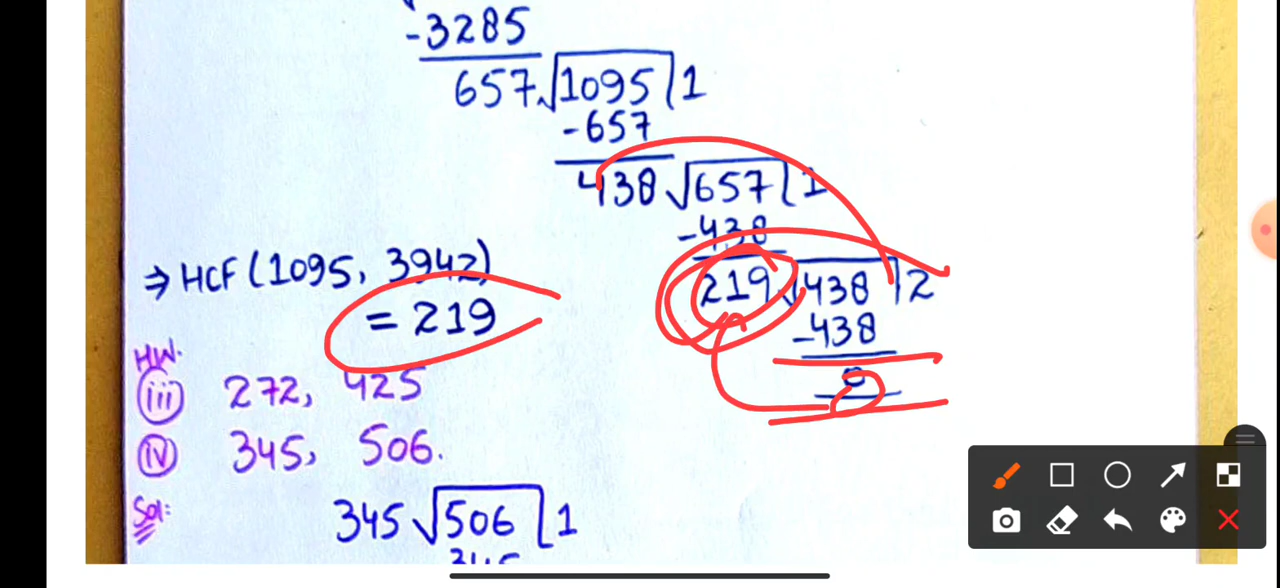 -3285
657√1095 1
-657
438√657 1
-438
⇒ HCF(1095, 3942)
= 219
219√438 2
-438
0
HW.
(iii) 272, 425
(iv) 345, 506.
Sol:
345√506 1
345